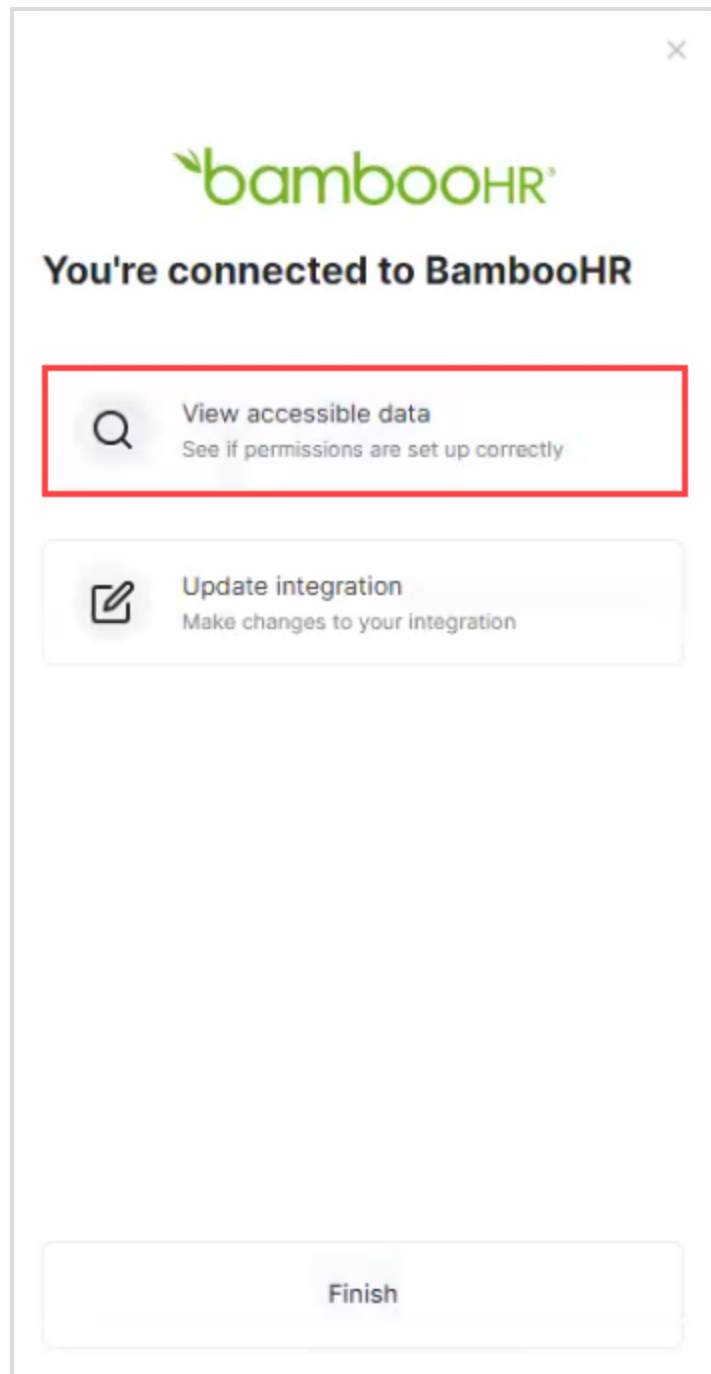 bambooHR®
You're connected to BambooHR
View accessible data
See if permissions are set up correctly
Update integration
Make changes to your integration
Finish